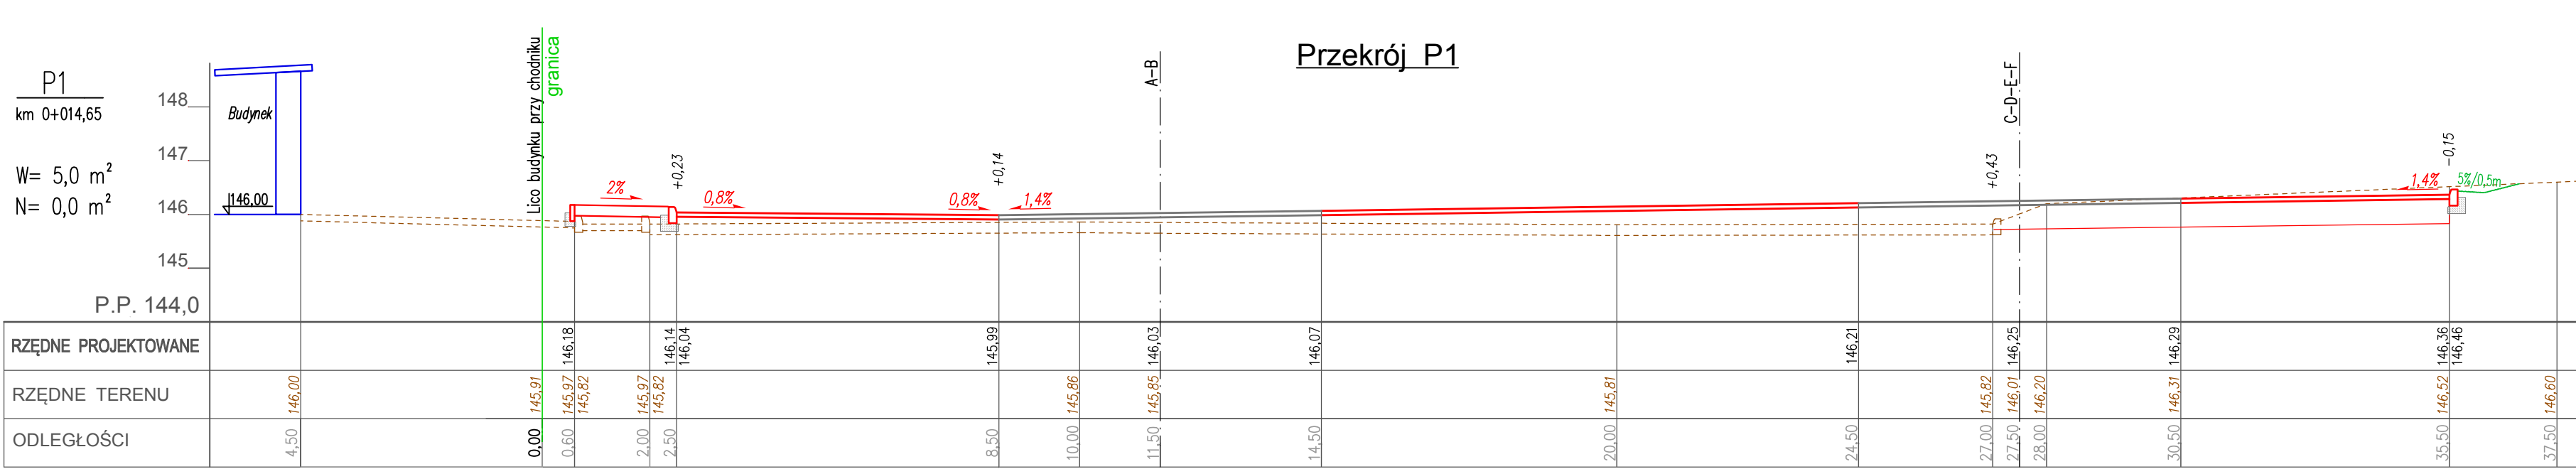 Przekrój P1
P1
km 0+014,65
W= 5,0 m²
N= 0,0 m²
148
147
146
145
P.P. 144,0
Budynek
146,00
Lico budynku przy chodniku
granica
2%
+0,23
0,8%
0,8%
+0,14
1,4%
A-B
C-D-E-F
+0,43
1,4%
-0,15
5%/0,5m
RZĘDNE PROJEKTOWANE 146,18 146,14 146,04 145,99 146,03 146,07 146,21 146,25 146,29 146,36 146,46
RZĘDNE TERENU 146,00 145,91 145,97 145,82 145,97 145,82 145,86 145,85 145,81 145,82 146,01 146,20 146,31 146,52 146,60
ODLEGŁOŚCI 4,50 0,00 0,60 2,00 2,50 8,50 10,00 11,50 14,50 20,00 24,50 27,00 27,50 28,00 30,50 35,50 37,50